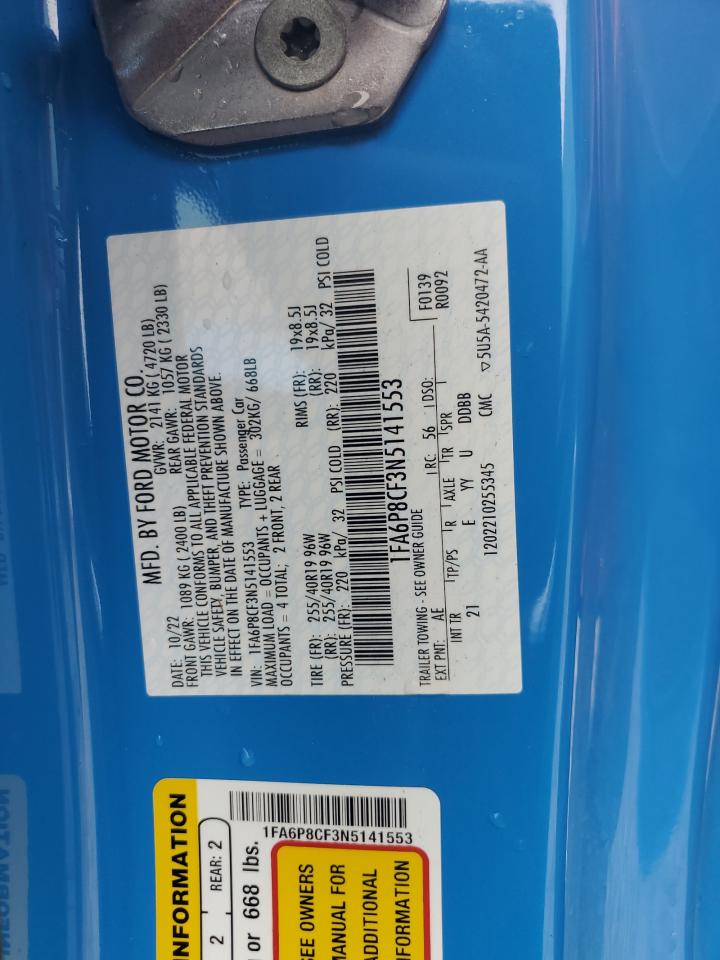 MFD. BY FORD MOTOR CO.
DATE: 10/22 GVWR: 2141 KG ( 4720 LB)
FRONT GAWR: 1089 KG ( 2400 LB) REAR GAWR: 1057 KG ( 2330 LB)
THIS VEHICLE CONFORMS TO ALL APPLICABLE FEDERAL MOTOR
VEHICLE SAFETY, BUMPER, AND THEFT PREVENTION STANDARDS
IN EFFECT ON THE DATE OF MANUFACTURE SHOWN ABOVE.
VIN: 1FA6P8CF3N5141553 TYPE: Passenger Car
MAXIMUM LOAD = OCCUPANTS + LUGGAGE = 302KG/ 668LB
OCCUPANTS = 4 TOTAL; 2 FRONT, 2 REAR
TIRE (FR): 255/40R19 96W RIMS (FR): 19x8.5J
(RR): 255/40R19 96W (RR): 19x8.5J
PRESSURE (FR): 220 kPa/ 32 PSI COLD (RR): 220 kPa/ 32 PSI COLD
1FA6P8CF3N5141553
TRAILER TOWING - SEE OWNER GUIDE F0139
EXT PNT: AE RC: 56 DSO: R0092
INT TR TP/PS R AXLE TR SPR
21 E YY U DDBB
12022102 55345 CMC ▽5U5A-5420472-AA
INFORMATION
2 REAR: 2
or 668 lbs.
1FA6P8CF3N5141553
SEE OWNERS
MANUAL FOR
ADDITIONAL
INFORMATION